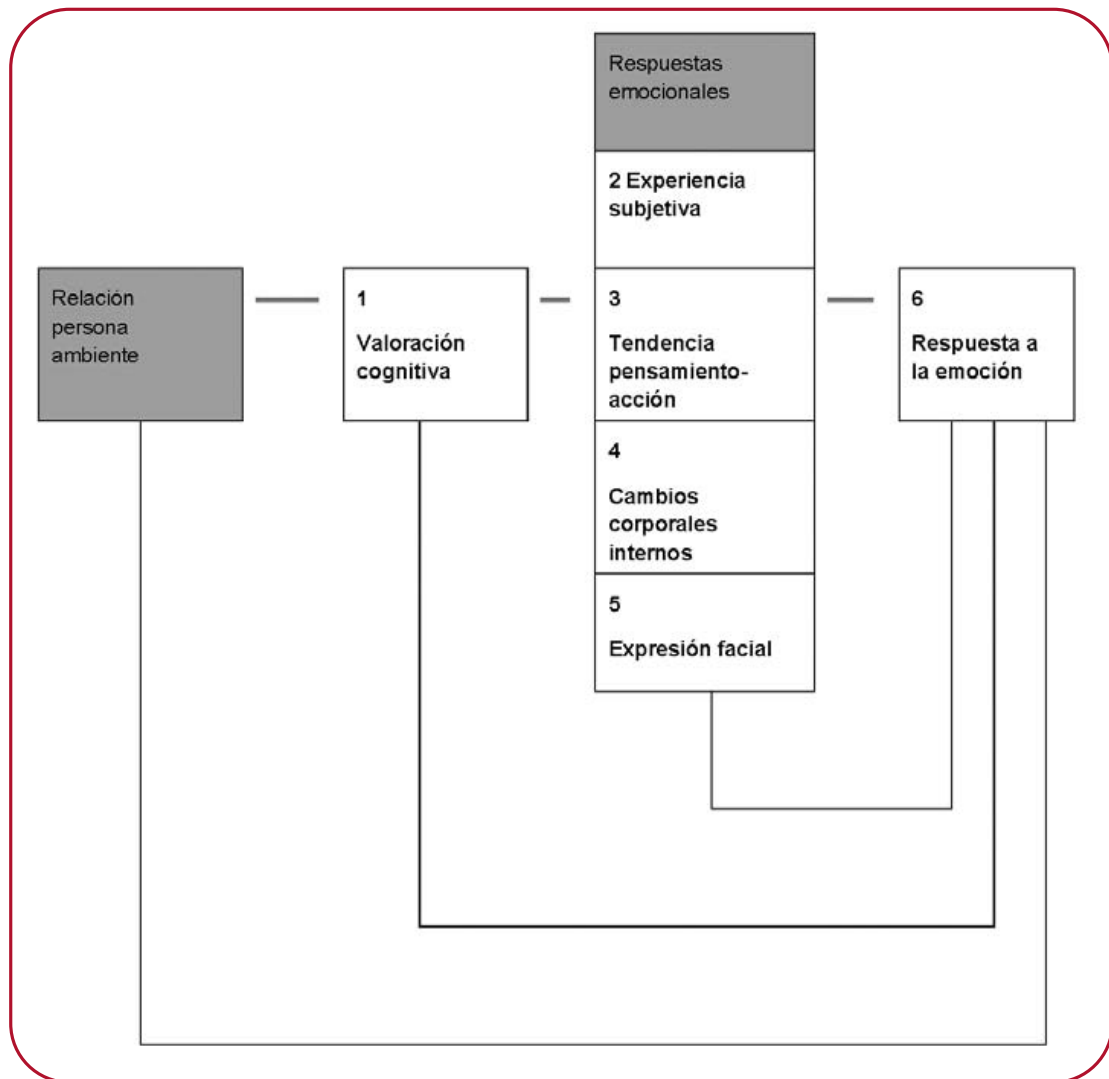 Respuestas
emocionales
2 Experiencia
subjetiva
Relación
persona
ambiente
1
Valoración
cognitiva
3
Tendencia
pensamiento-
acción
6
Respuesta a
la emoción
4
Cambios
corporales
internos
5
Expresión facial